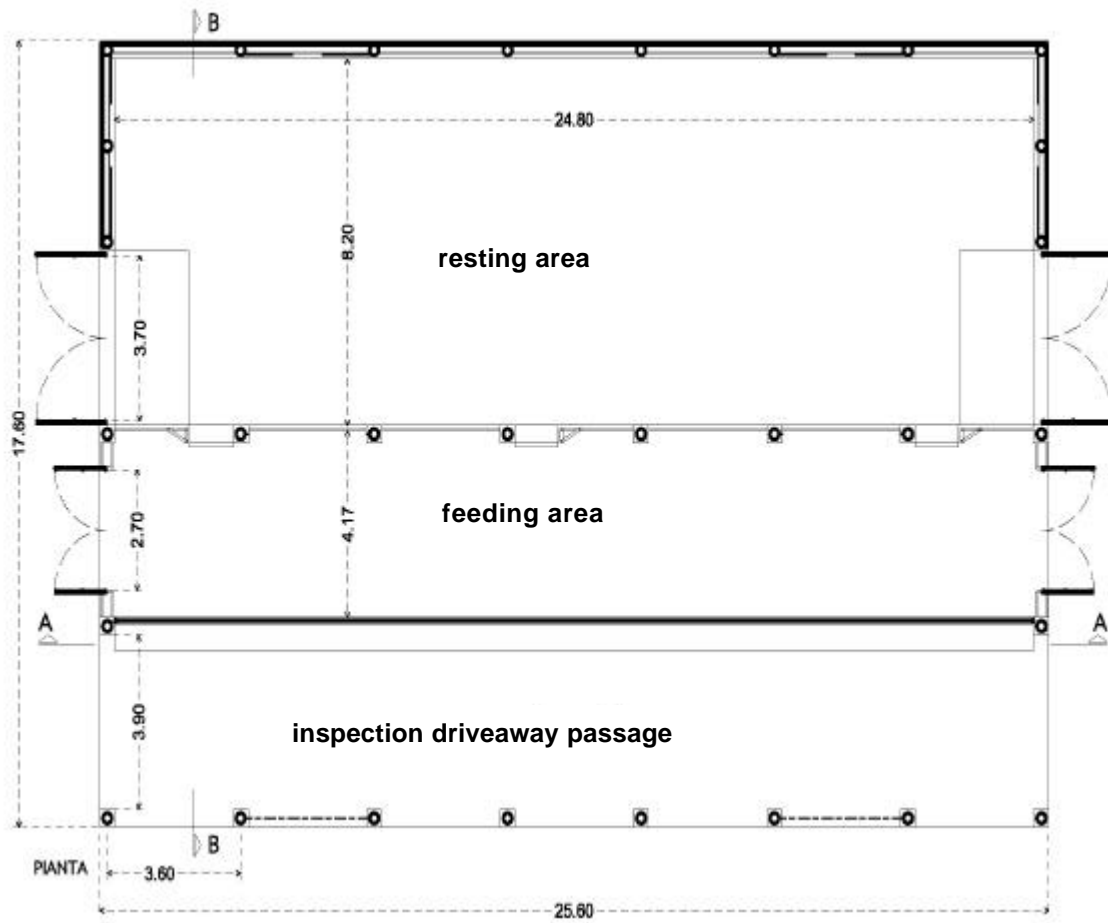 B
24.80
8.20
resting area
3.70
17.60
feeding area
2.70
4.17
A
A
3.90
inspection driveaway passage
B
PIANTA
3.60
25.60